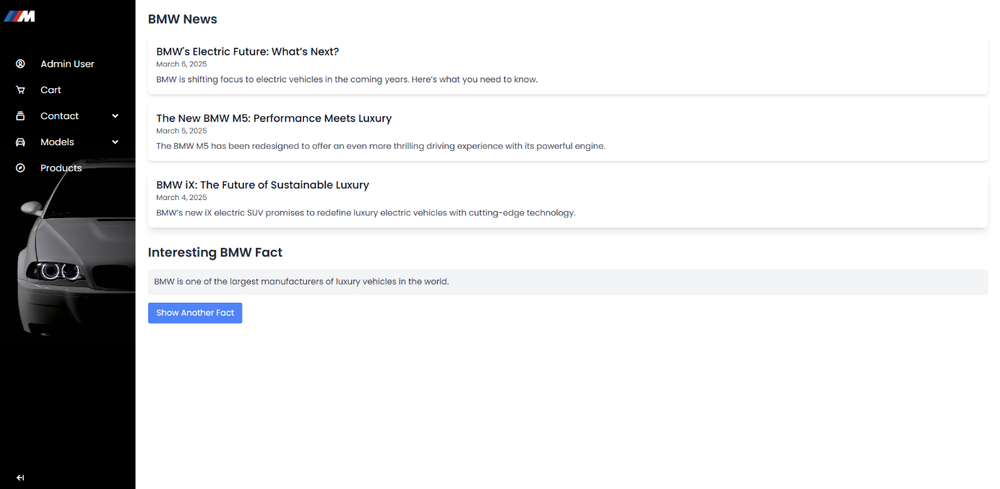 M
Admin User
Cart
Contact
Models
Products
BMW News
BMW's Electric Future: What’s Next?
March 6, 2025
BMW is shifting focus to electric vehicles in the coming years. Here’s what you need to know.
The New BMW M5: Performance Meets Luxury
March 5, 2025
The BMW M5 has been redesigned to offer an even more thrilling driving experience with its powerful engine.
BMW iX: The Future of Sustainable Luxury
March 4, 2025
BMW’s new iX electric SUV promises to redefine luxury electric vehicles with cutting-edge technology.
Interesting BMW Fact
BMW is one of the largest manufacturers of luxury vehicles in the world.
Show Another Fact